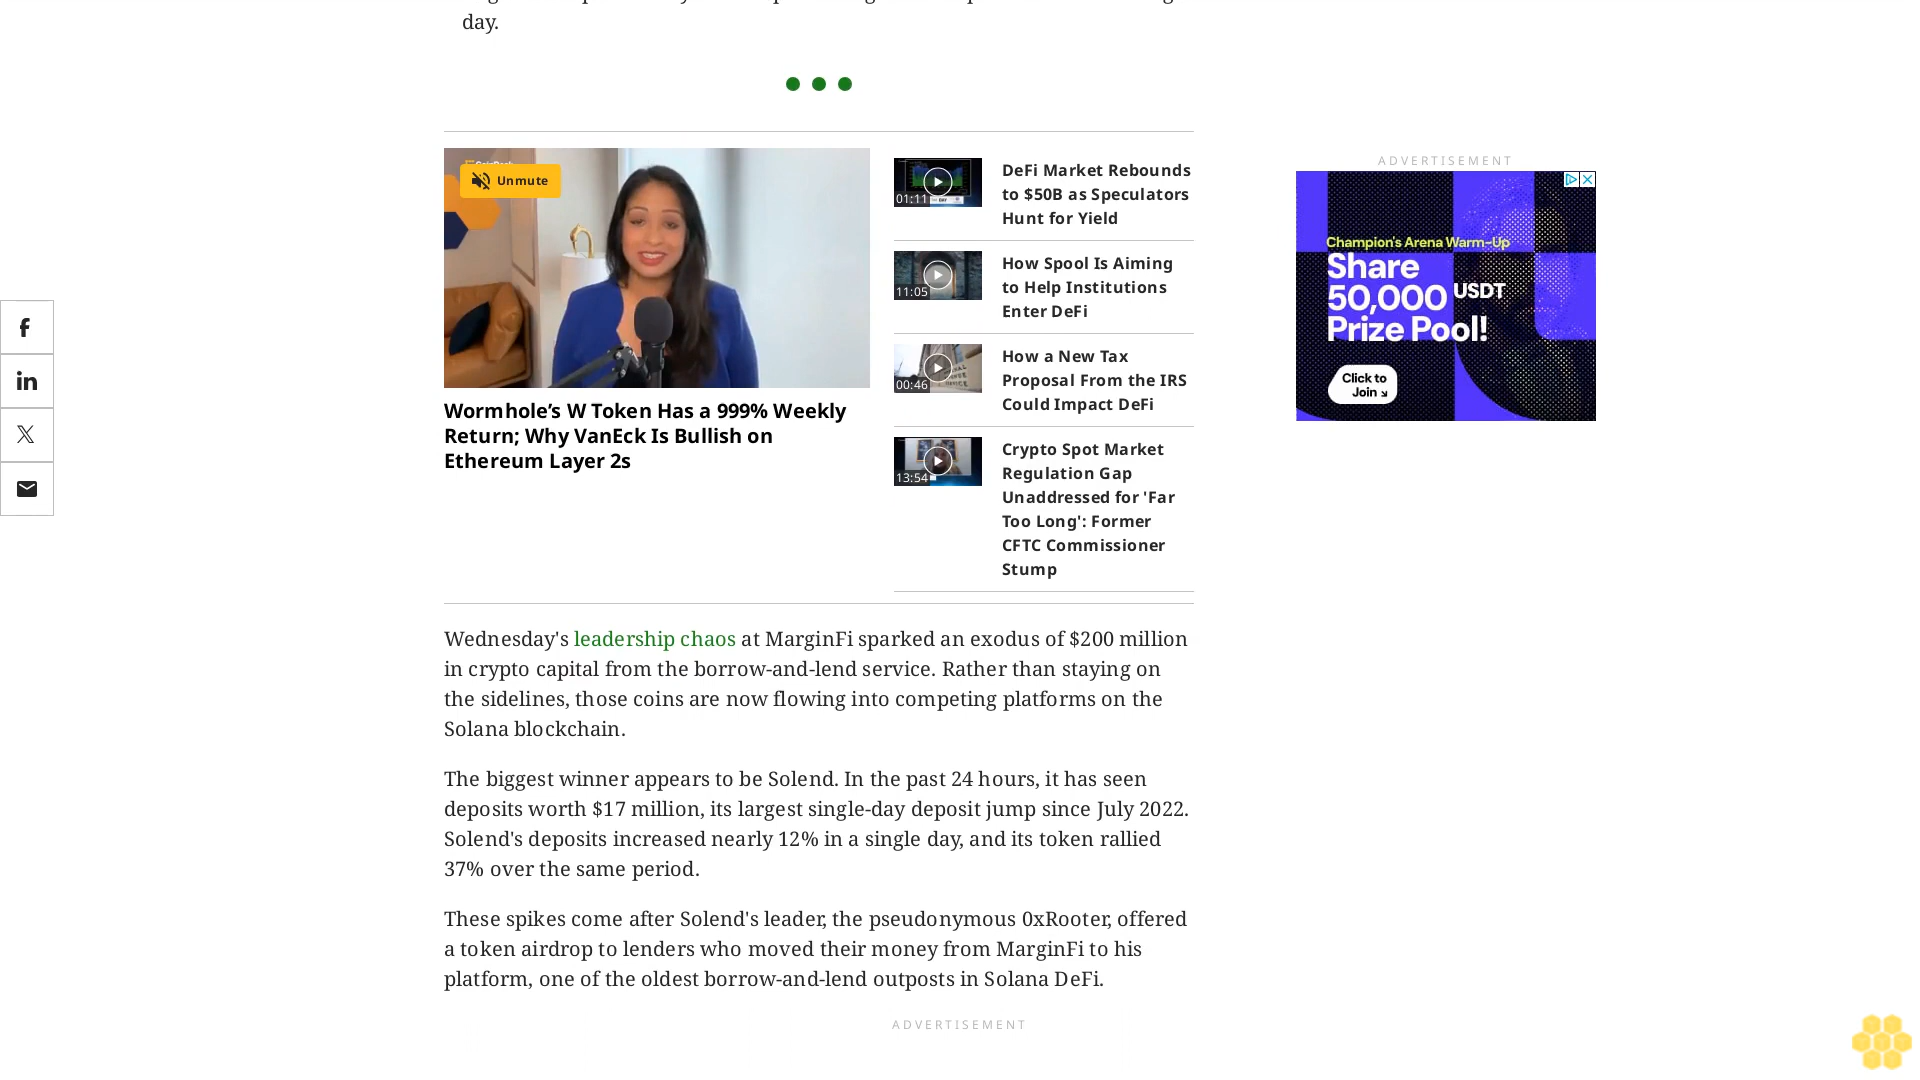 day.
Unmute
Wormhole’s W Token Has a 999% Weekly
Return; Why VanEck Is Bullish on
Ethereum Layer 2s
01:11
DeFi Market Rebounds
to $50B as Speculators
Hunt for Yield
11:05
How Spool Is Aiming
to Help Institutions
Enter DeFi
00:46
How a New Tax
Proposal From the IRS
Could Impact DeFi
13:54
Crypto Spot Market
Regulation Gap
Unaddressed for 'Far
Too Long': Former
CFTC Commissioner
Stump
ADVERTISEMENT
Champion's Arena Warm-Up
Share
50,000 USDT
Prize Pool!
Click to
Join
Wednesday's leadership chaos at MarginFi sparked an exodus of $200 million
in crypto capital from the borrow-and-lend service. Rather than staying on
the sidelines, those coins are now flowing into competing platforms on the
Solana blockchain.
The biggest winner appears to be Solend. In the past 24 hours, it has seen
deposits worth $17 million, its largest single-day deposit jump since July 2022.
Solend's deposits increased nearly 12% in a single day, and its token rallied
37% over the same period.
These spikes come after Solend's leader, the pseudonymous 0xRooter, offered
a token airdrop to lenders who moved their money from MarginFi to his
platform, one of the oldest borrow-and-lend outposts in Solana DeFi.
ADVERTISEMENT